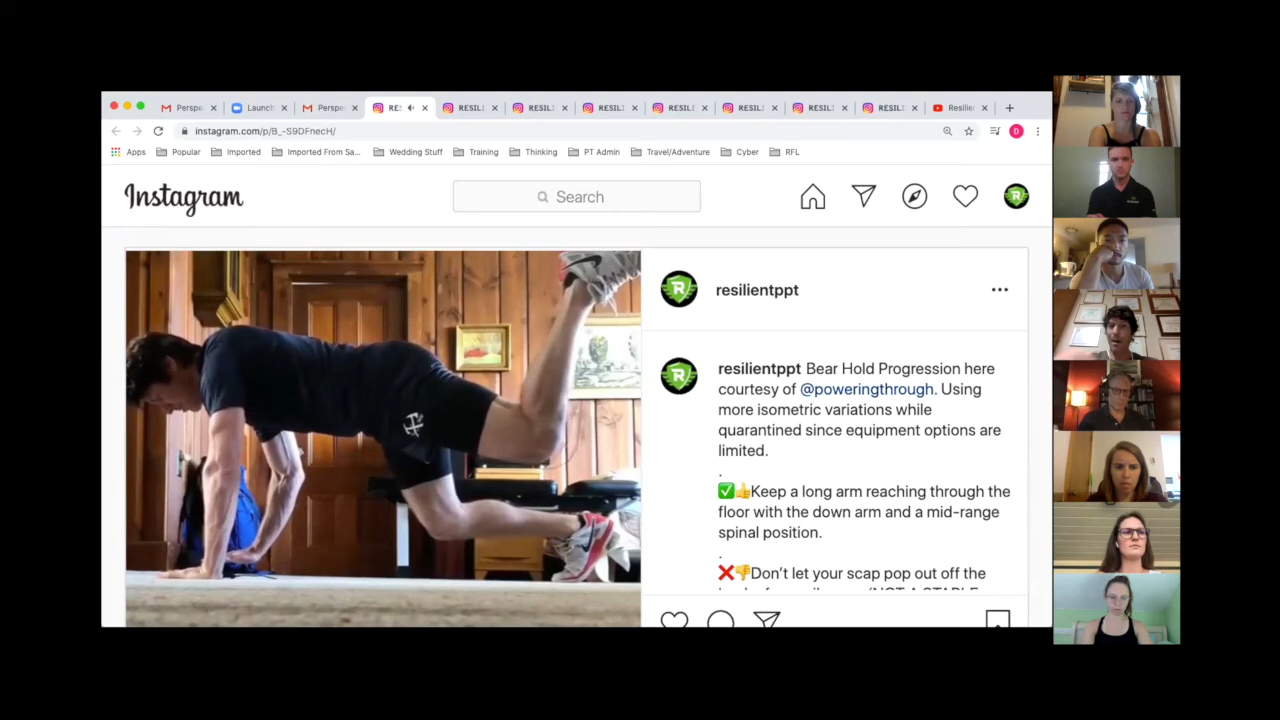 Perspe
Launch
Perspe
RES
RESILI
RESILI
RESILI
RESILI
RESILI
RESILI
RESILI
Resilien
instagram.com/p/B_-S9DFnecH/
D
Apps
Popular
Imported
Imported From Sa...
Wedding Stuff
Training
Thinking
PT Admin
Travel/Adventure
Cyber
RFL
Instagram
Search
R
R
resilientppt
R
resilientppt Bear Hold Progression here
courtesy of @poweringthrough. Using
more isometric variations while
quarantined since equipment options are
limited.
.
✅👍Keep a long arm reaching through the
floor with the down arm and a mid-range
spinal position.
.
❌👎Don't let your scap pop out off the